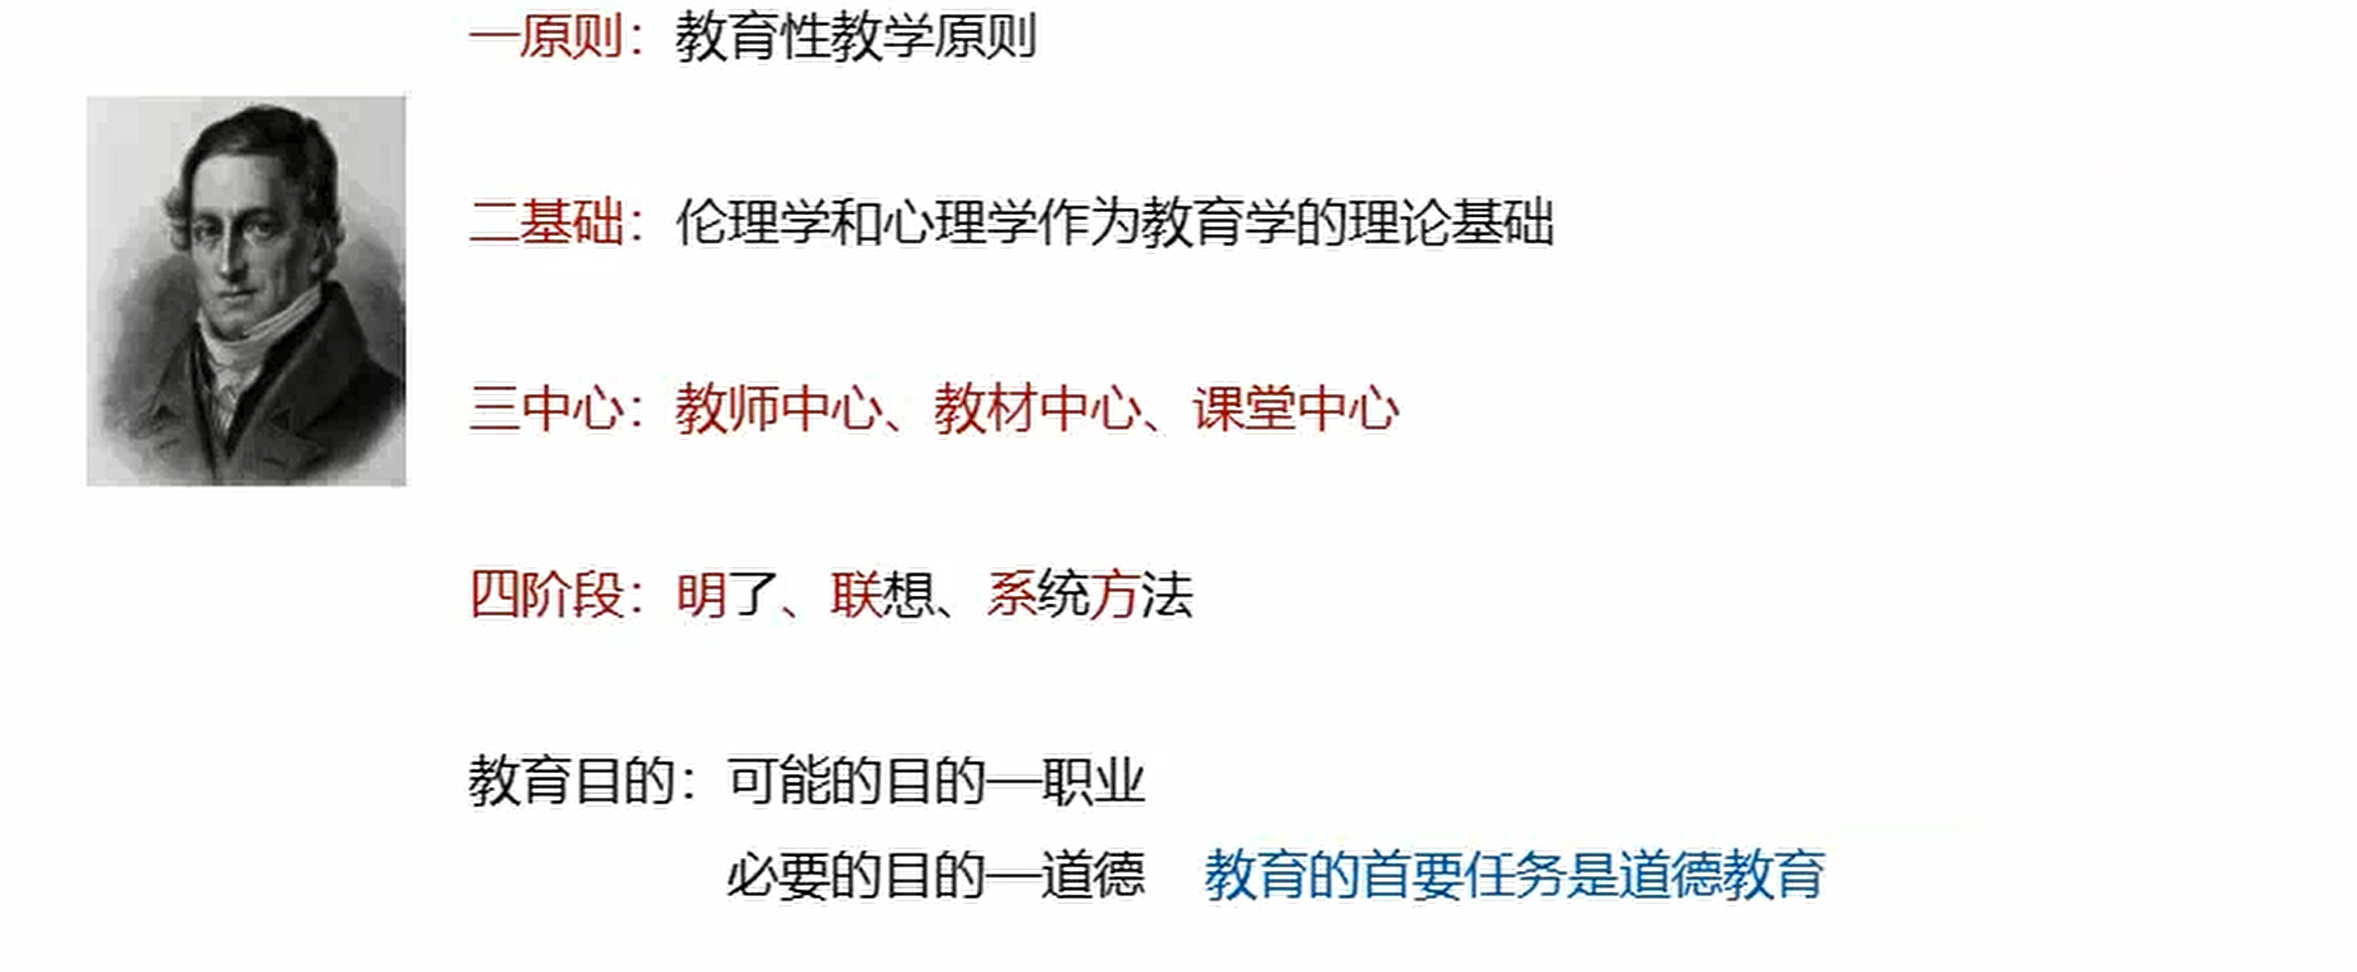 一原则：教育性教学原则
二基础：伦理学和心理学作为教育学的理论基础
三中心：教师中心、教材中心、课堂中心
四阶段：明了、联想、系统方法
教育目的：可能的目的—职业
必要的目的—道德 教育的首要任务是道德教育